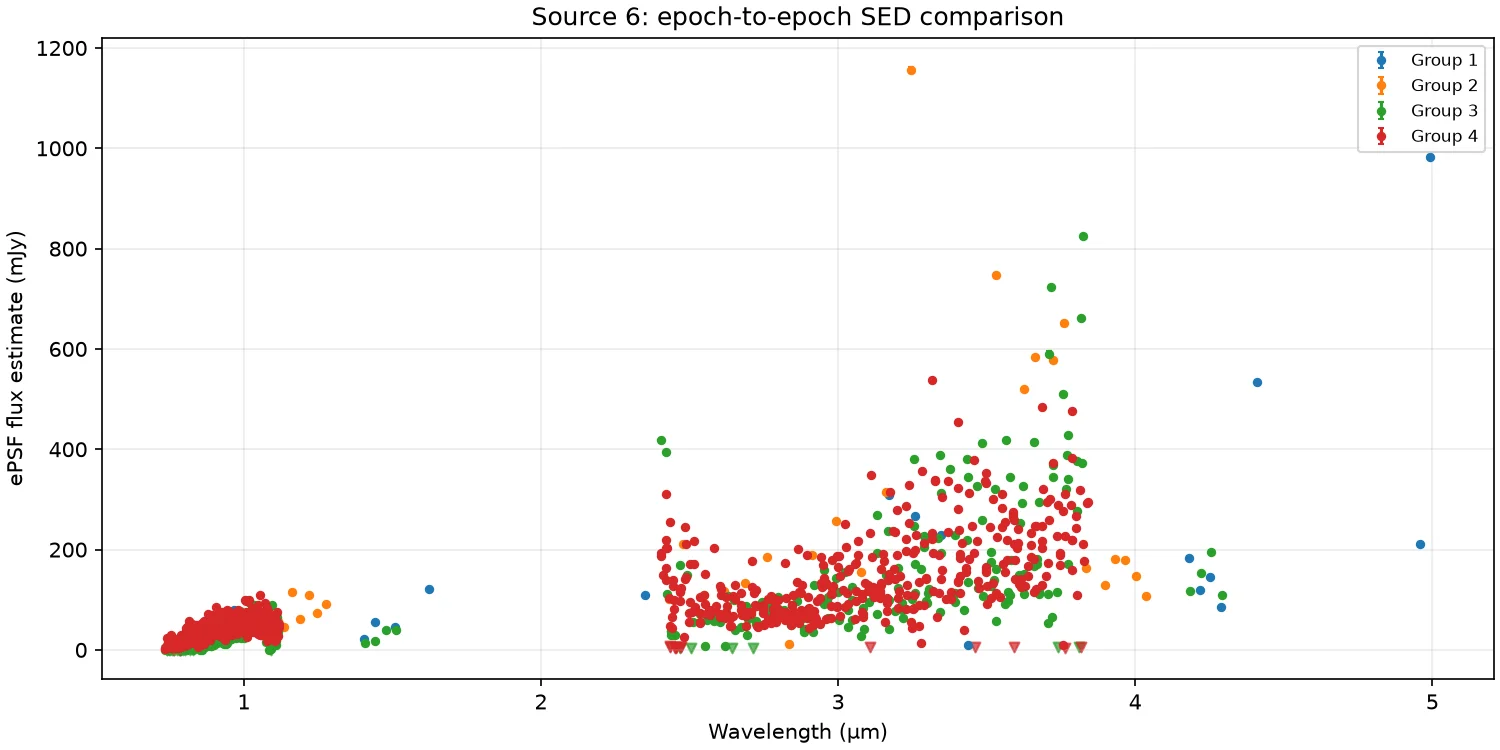 Source 6: epoch-to-epoch SED comparison
1200
1000
800
600
400
200
0
ePSF flux estimate (mJy)
Group 1
Group 2
Group 3
Group 4
1 2 3 4 5
Wavelength (μm)